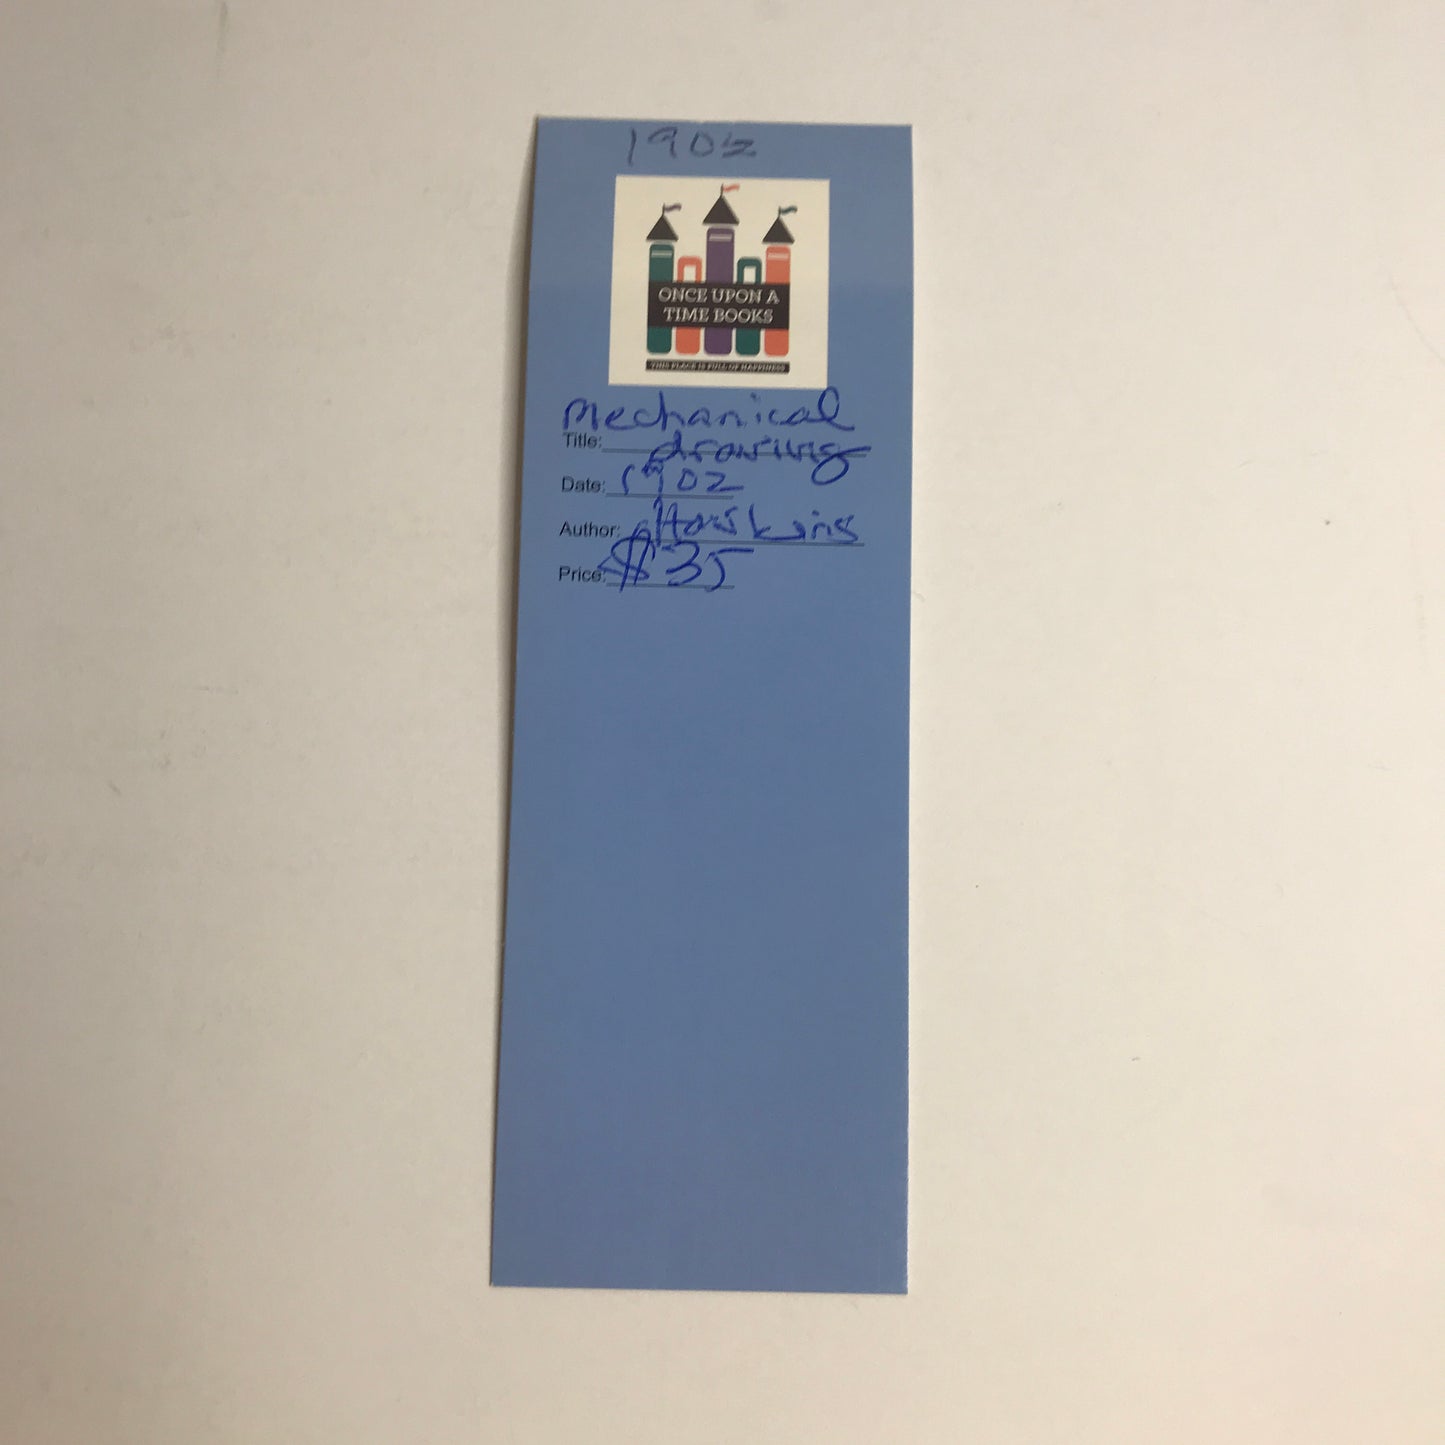 1902
ONCE UPON A
TIME BOOKS
THIS PLACE IS FULL OF HAPPINESS
Mechanical
Title: drawing
Date: 1902
Author: Hawkins
Price: $35